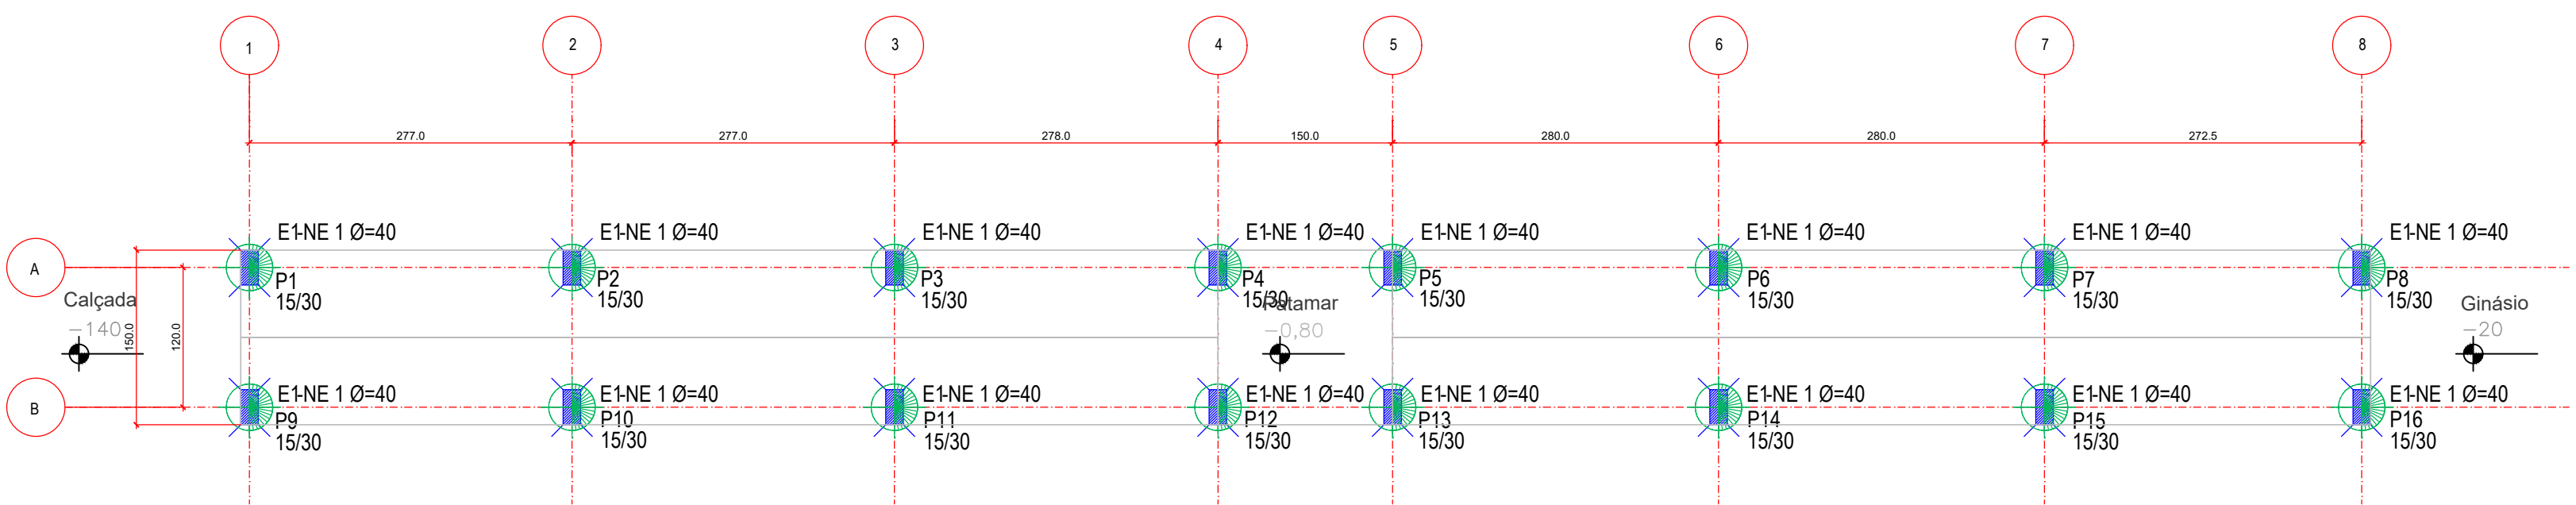 1 2 3 4 5 6 7 8
277.0 277.0 278.0 150.0 280.0 280.0 272.5
E1-NE 1 Ø=40 E1-NE 1 Ø=40 E1-NE 1 Ø=40 E1-NE 1 Ø=40 E1-NE 1 Ø=40 E1-NE 1 Ø=40 E1-NE 1 Ø=40 E1-NE 1 Ø=40
A
P1 P2 P3 P4 P5 P6 P7 P8
15/30 15/30 15/30 15/30 15/30 15/30 15/30 15/30
Calçada Patamar Ginásio
-140 -0,80 -20
150.0
120.0
E1-NE 1 Ø=40 E1-NE 1 Ø=40 E1-NE 1 Ø=40 E1-NE 1 Ø=40 E1-NE 1 Ø=40 E1-NE 1 Ø=40 E1-NE 1 Ø=40 E1-NE 1 Ø=40
B
P9 P10 P11 P12 P13 P14 P15 P16
15/30 15/30 15/30 15/30 15/30 15/30 15/30 15/30